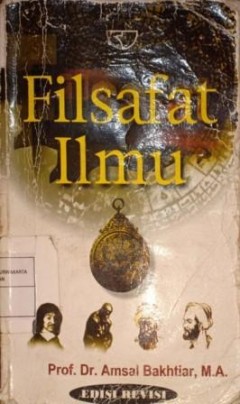 Filsafat
Ilmu
Prof. Dr. Amsal Bakhtiar, M.A.
EDISI REVISI